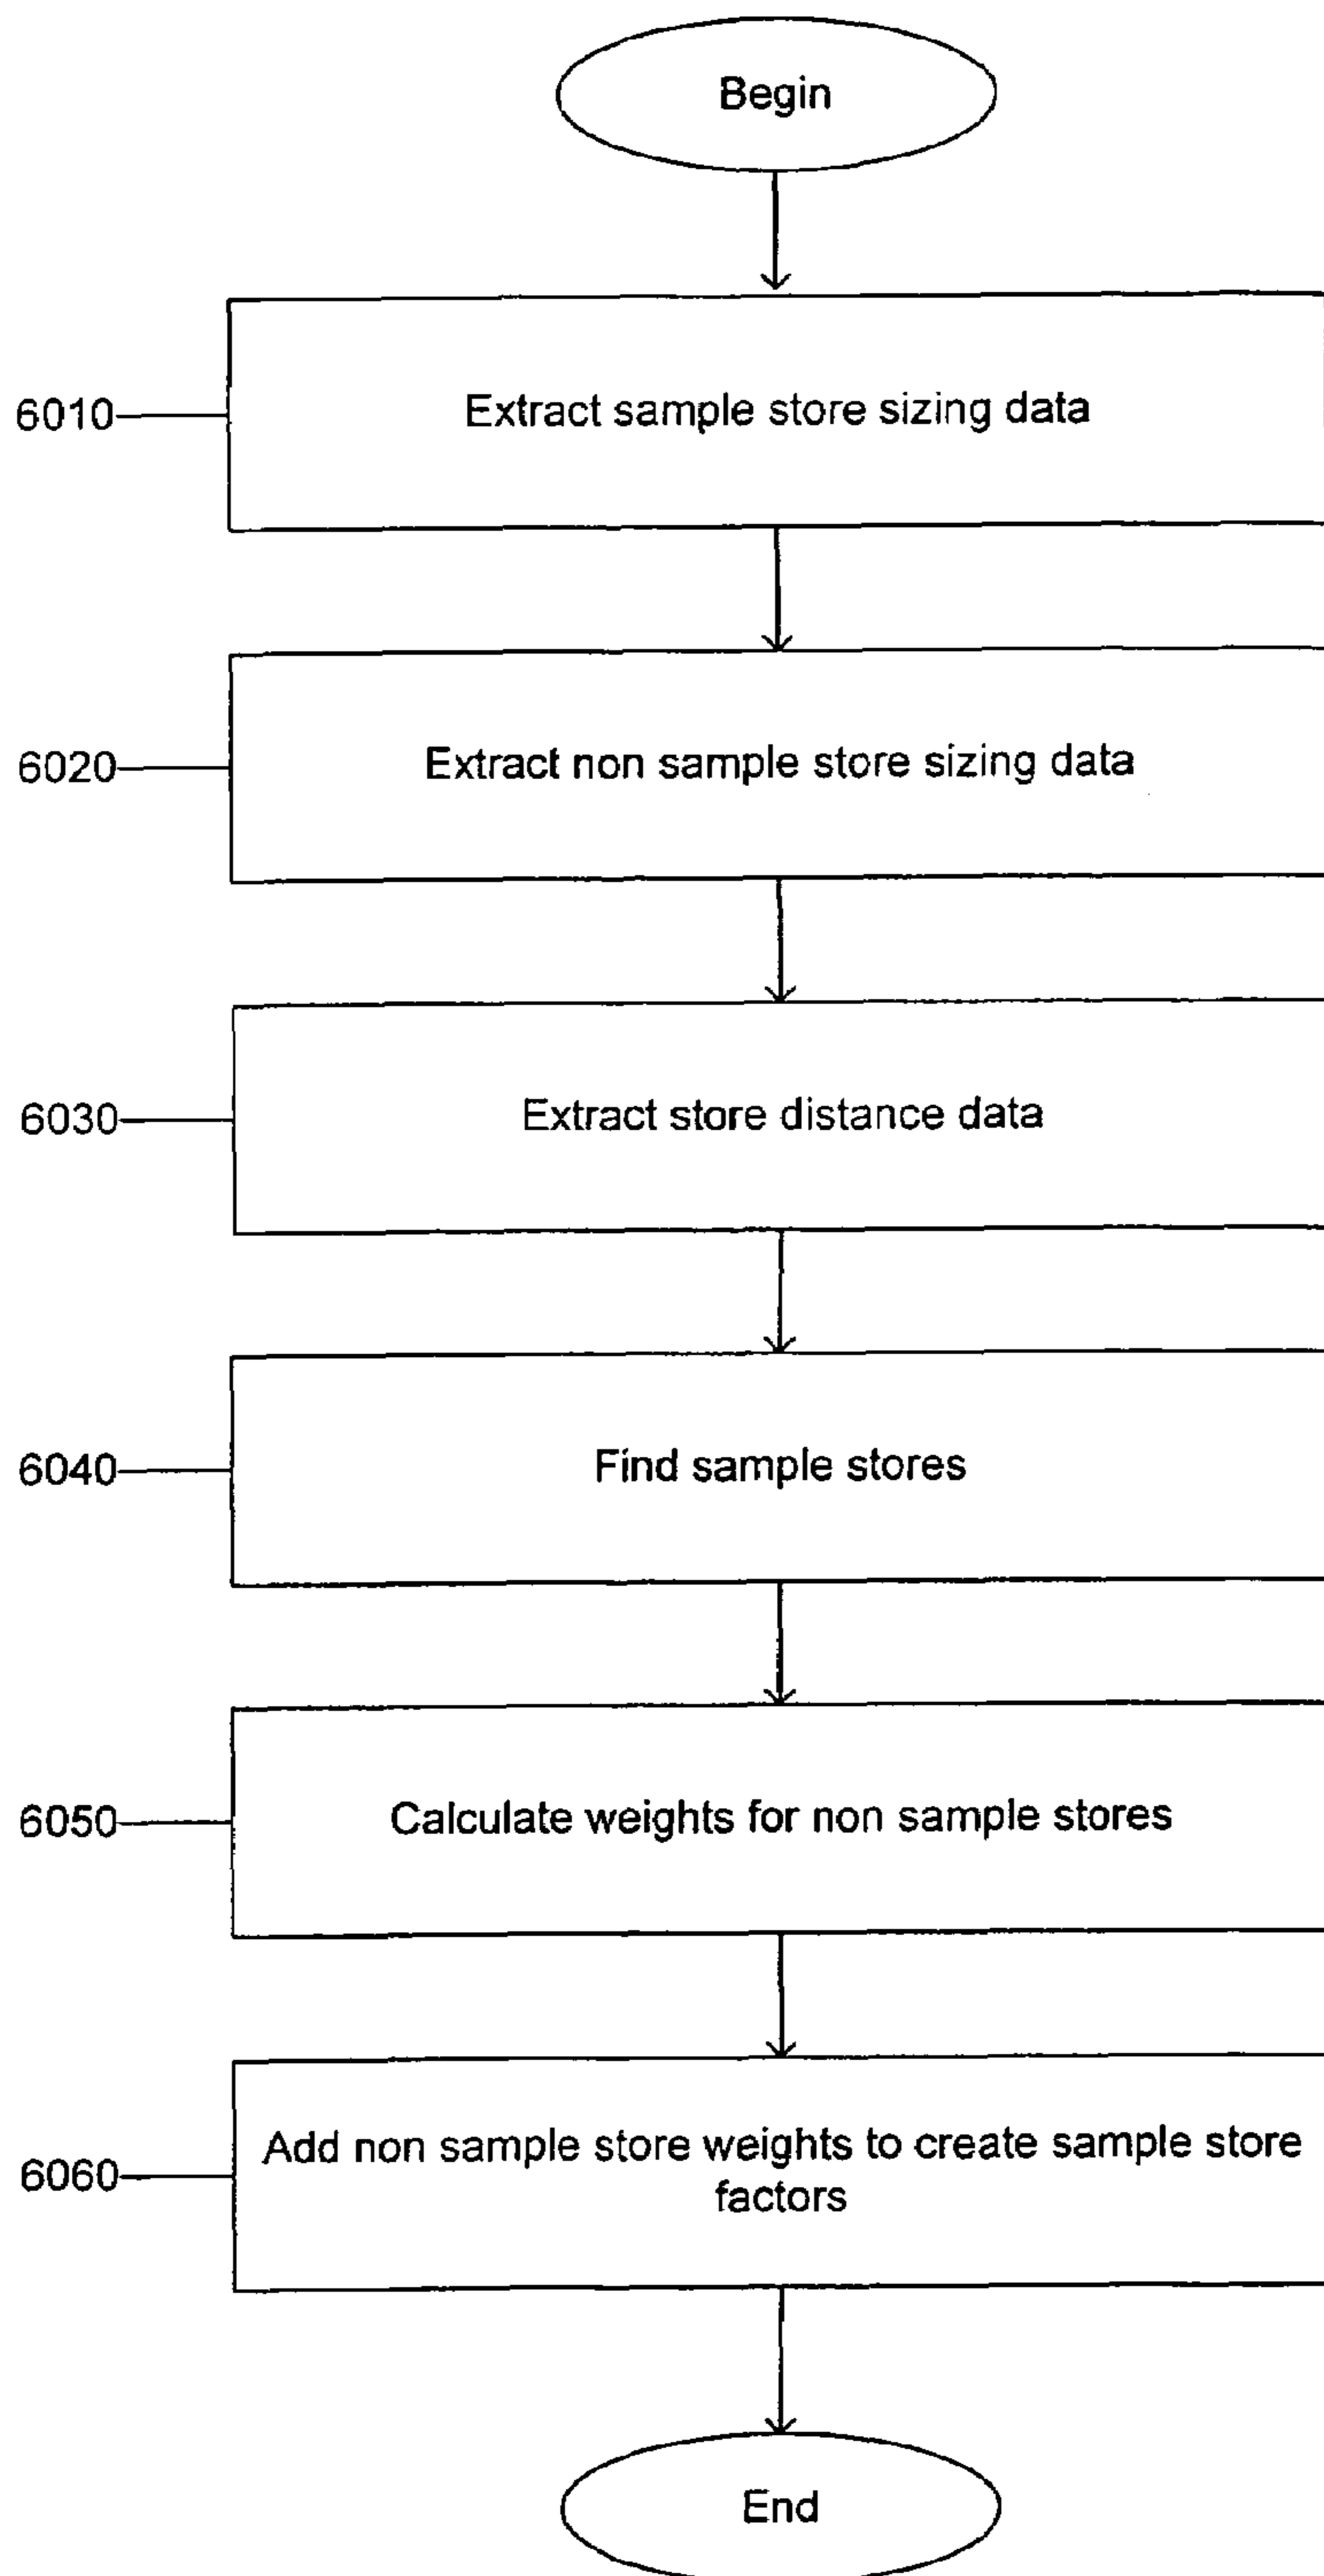 Begin
6010
Extract sample store sizing data
6020
Extract non sample store sizing data
6030
Extract store distance data
6040
Find sample stores
6050
Calculate weights for non sample stores
6060
Add non sample store weights to create sample store
factors
End